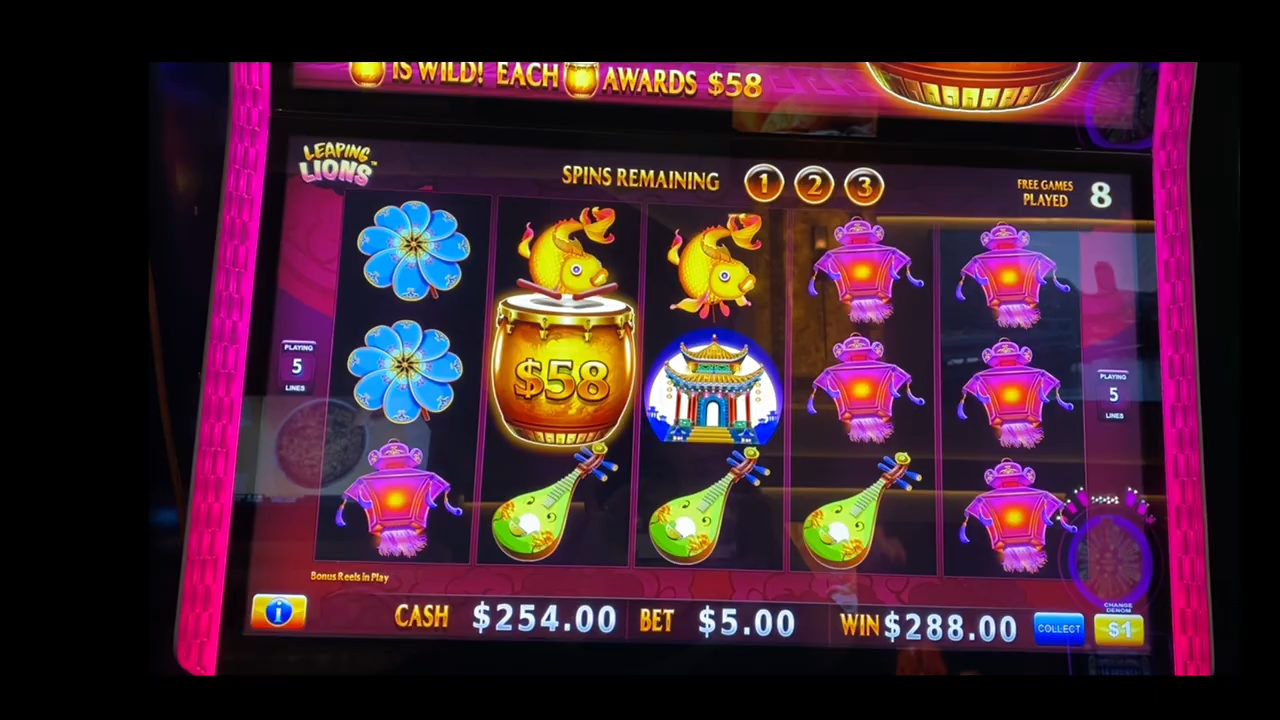 IS WILD! EACH AWARDS $58
LEAPING
LIONS™
SPINS REMAINING 1 2 3
FREE GAMES
PLAYED 8
$58
PLAYING
5
LINES
PLAYING
5
LINES
Bonus Reels in Play
i CASH $254.00 BET $5.00 WIN $288.00 COLLECT
CHANGE
DENOM
$1